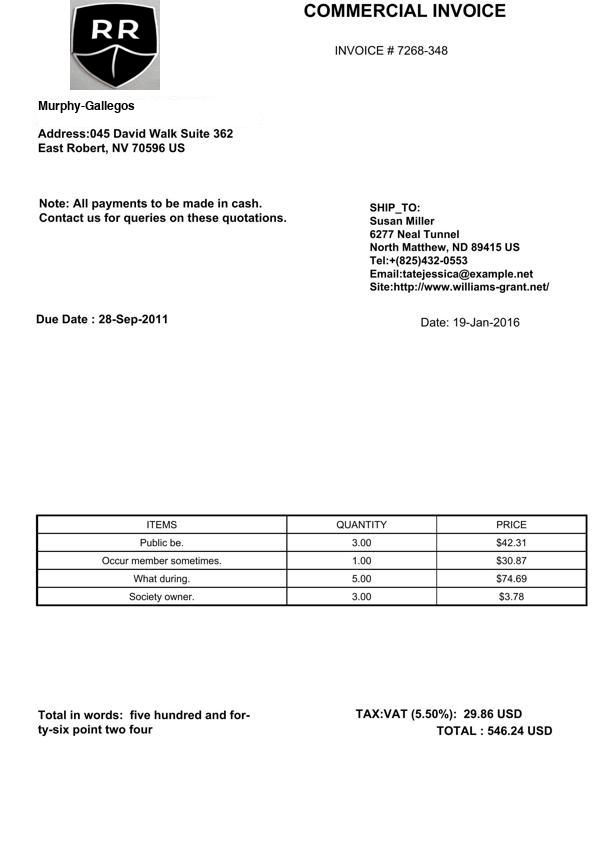 RR
COMMERCIAL INVOICE
INVOICE # 7268-348
Murphy-Gallegos
Address:045 David Walk Suite 362
East Robert, NV 70596 US
Note: All payments to be made in cash.
Contact us for queries on these quotations.
SHIP_TO:
Susan Miller
6277 Neal Tunnel
North Matthew, ND 89415 US
Tel:+(825)432-0553
Email:tatejessica@example.net
Site:http://www.williams-grant.net/
Due Date : 28-Sep-2011
Date: 19-Jan-2016
ITEMS QUANTITY PRICE
Public be. 3.00 $42.31
Occur member sometimes. 1.00 $30.87
What during. 5.00 $74.69
Society owner. 3.00 $3.78
Total in words: five hundred and for-
ty-six point two four
TAX:VAT (5.50%): 29.86 USD
TOTAL : 546.24 USD